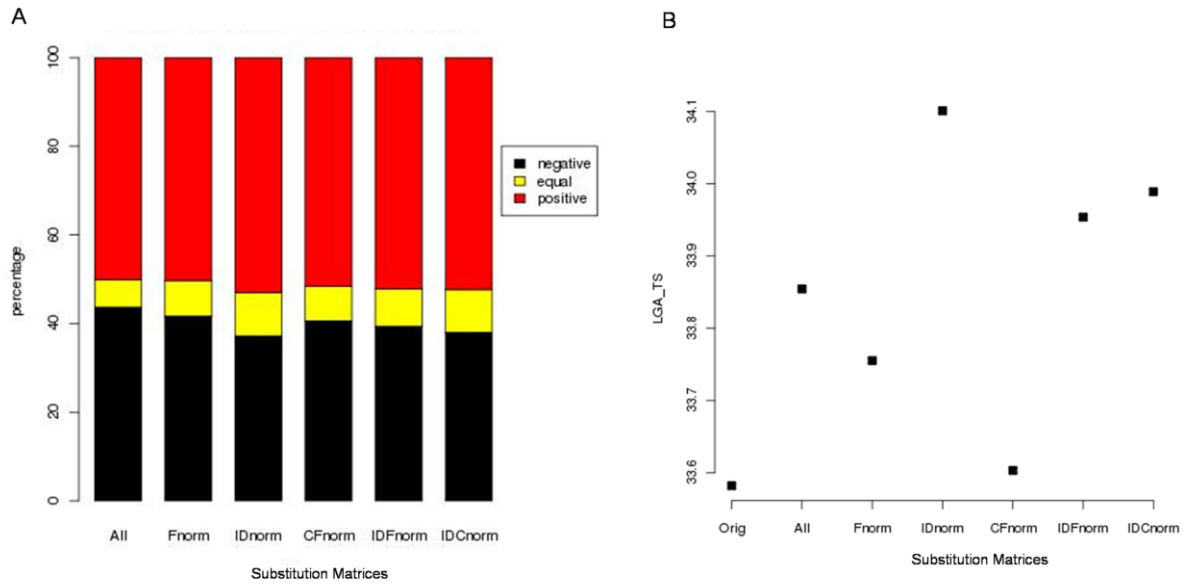 A
percentage
100
80
60
40
20
0
All Fnorm IDnorm CFnorm IDFnorm IDCnorm
Substitution Matrices
negative
equal
positive
B
LGA_TS
34.1
34.0
33.9
33.8
33.7
33.6
Orig All Fnorm IDnorm CFnorm IDFnorm IDCnorm
Substitution Matrices